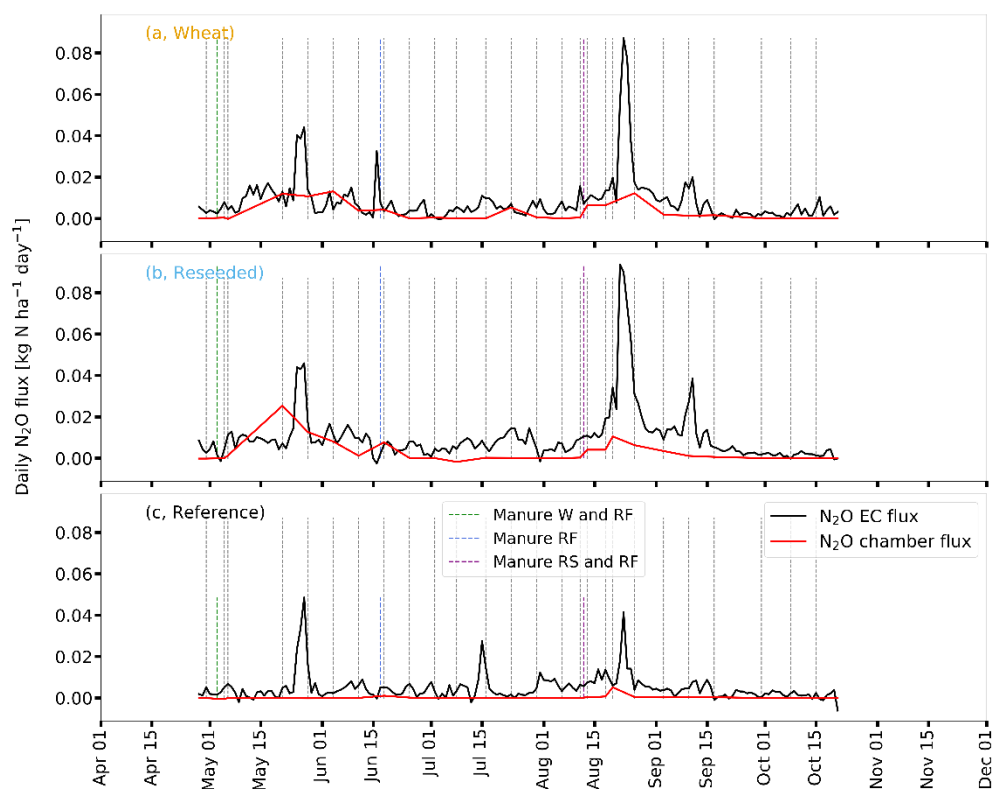 (a, Wheat)
0.08
0.06
0.04
0.02
0.00
(b, Reseeded)
0.08
0.06
0.04
0.02
0.00
Daily N₂O flux [kg N ha⁻¹ day⁻¹]
(c, Reference)
Manure W and RF
Manure RF
Manure RS and RF
N₂O EC flux
N₂O chamber flux
0.08
0.06
0.04
0.02
0.00
Apr 01
Apr 15
May 01
May 15
Jun 01
Jun 15
Jul 01
Jul 15
Aug 01
Aug 15
Sep 01
Sep 15
Oct 01
Oct 15
Nov 01
Nov 15
Dec 01